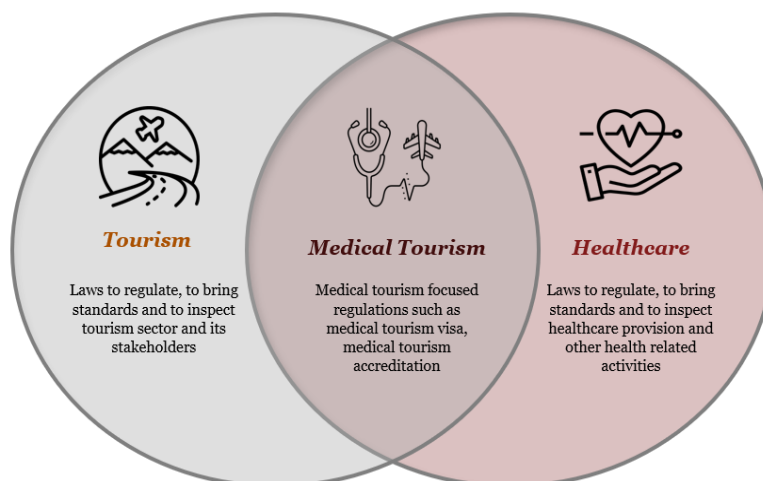 Tourism
Laws to regulate, to bring
standards and to inspect
tourism sector and its
stakeholders
Medical Tourism
Medical tourism focused
regulations such as
medical tourism visa,
medical tourism
accreditation
Healthcare
Laws to regulate, to bring
standards and to inspect
healthcare provision and
other health related
activities